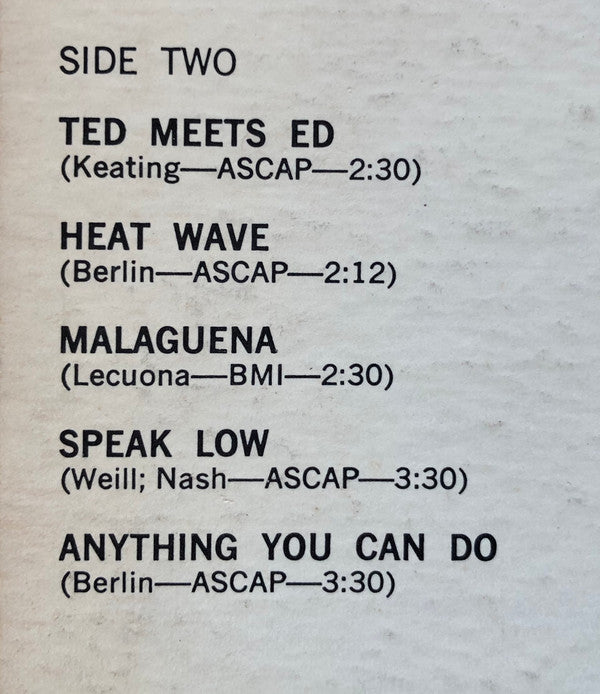 SIDE TWO
TED MEETS ED
(Keating—ASCAP—2:30)
HEAT WAVE
(Berlin—ASCAP—2:12)
MALAGUENA
(Lecuona—BMI—2:30)
SPEAK LOW
(Weill; Nash—ASCAP—3:30)
ANYTHING YOU CAN DO
(Berlin—ASCAP—3:30)